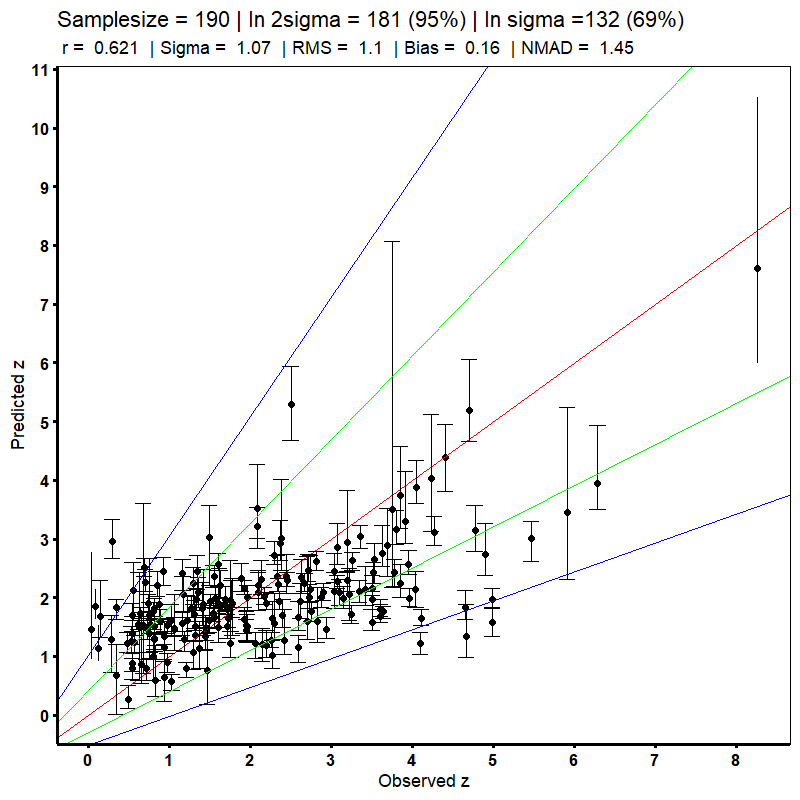 Samplesize = 190 | In 2sigma = 181 (95%) | In sigma =132 (69%)
r = 0.621 | Sigma = 1.07 | RMS = 1.1 | Bias = 0.16 | NMAD = 1.45
11
10
9
8
7
6
5
4
3
2
1
0
Predicted z
0 1 2 3 4 5 6 7 8
Observed z